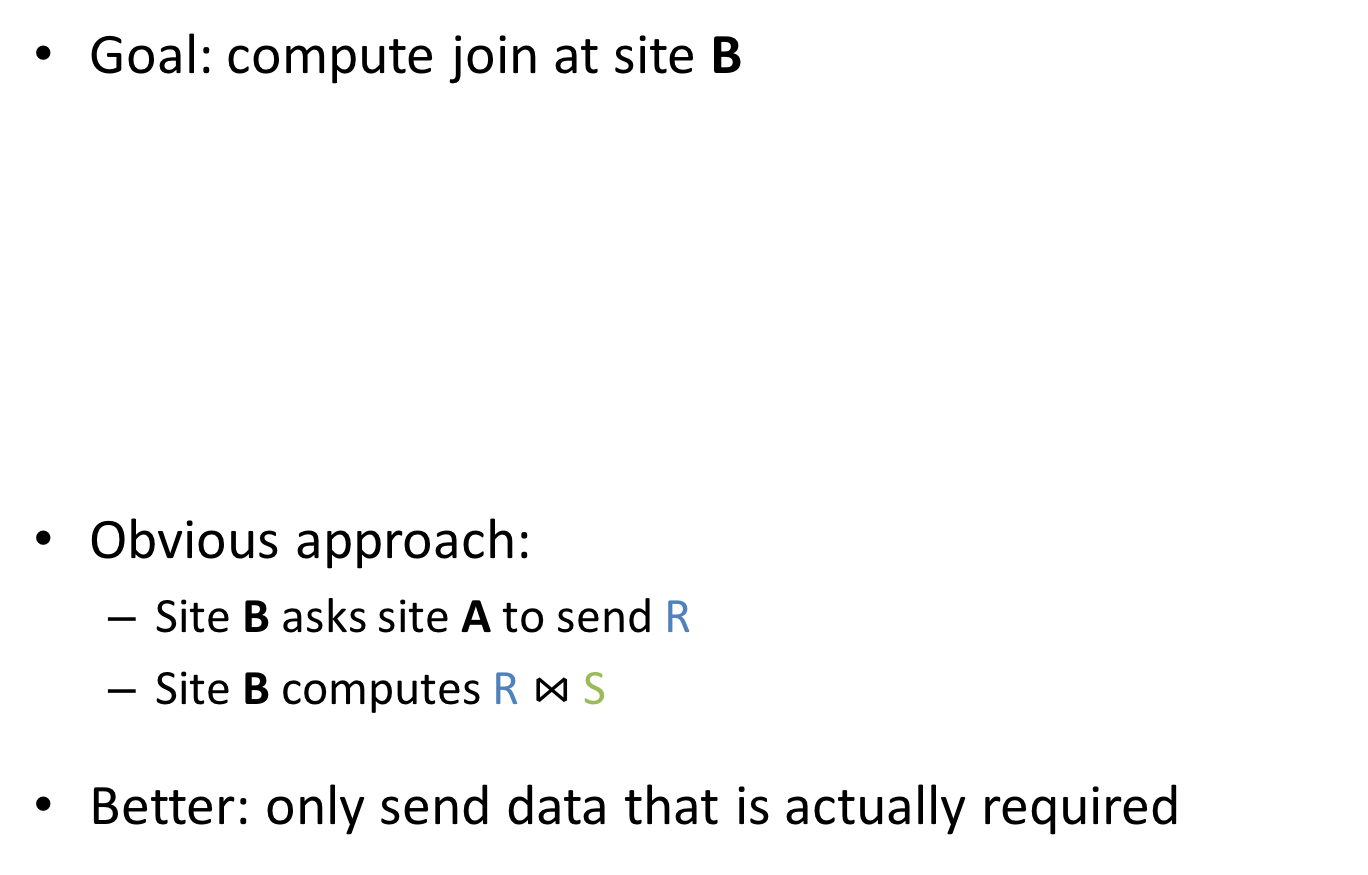 • Goal: compute join at site B
• Obvious approach:
– Site B asks site A to send R
– Site B computes R ⋈ S
• Better: only send data that is actually required